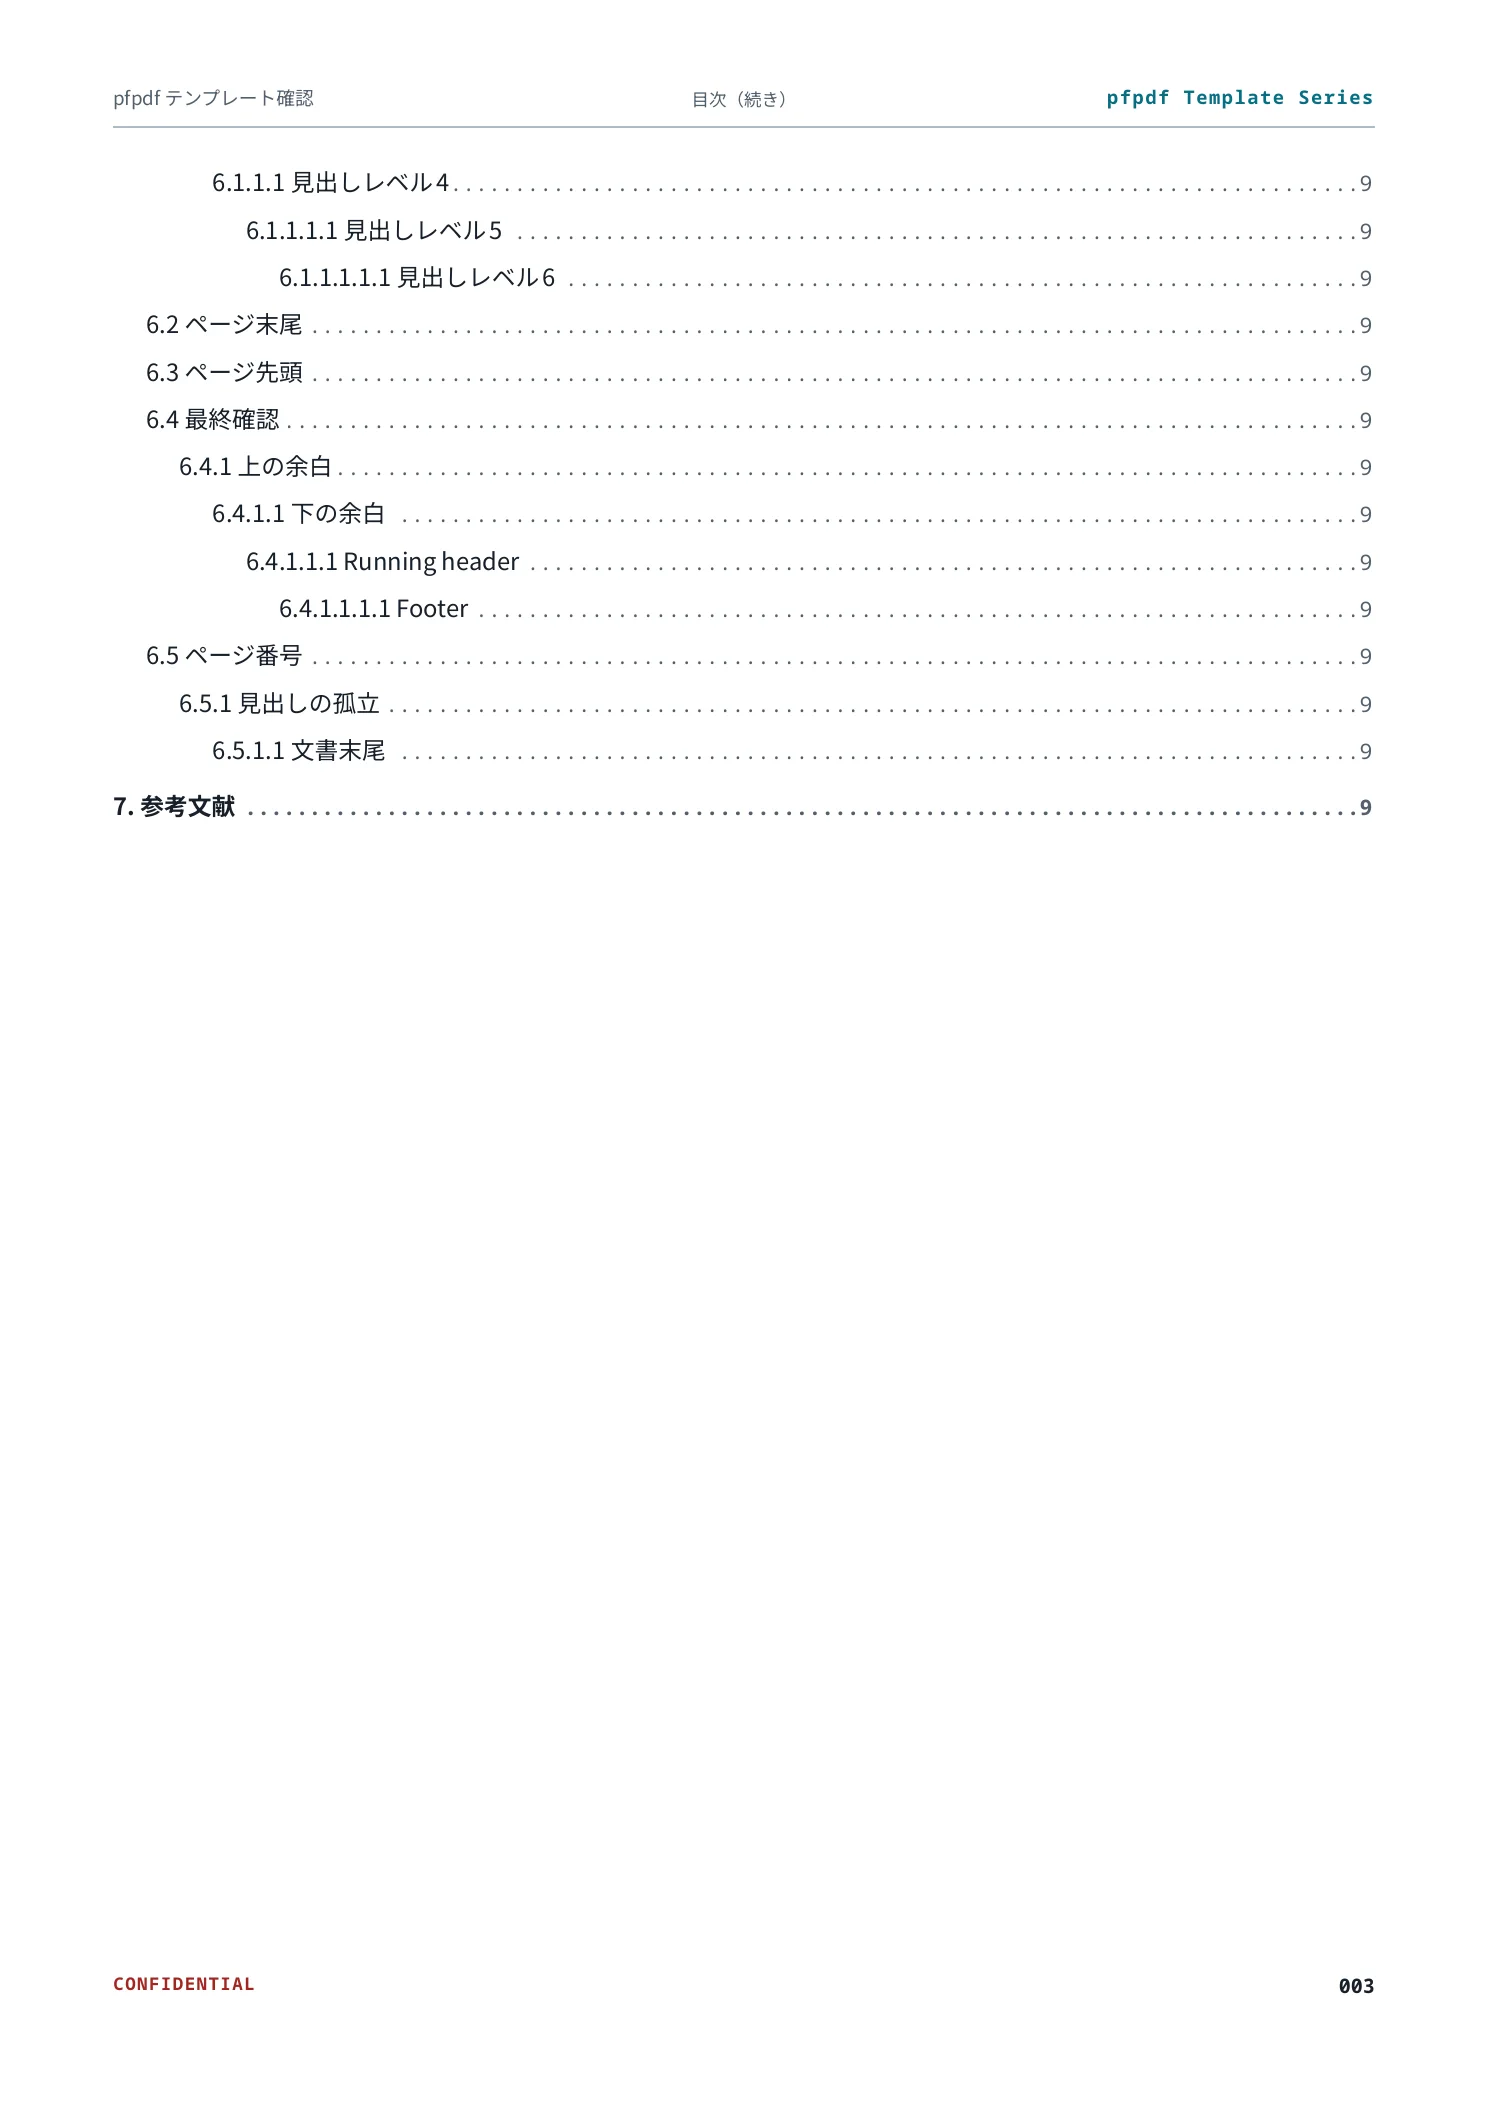 pfpdf テンプレート確認 目次（続き） pfpdf Template Series
6.1.1.1 見出しレベル4 9
6.1.1.1.1 見出しレベル5 9
6.1.1.1.1.1 見出しレベル6 9
6.2 ページ末尾 9
6.3 ページ先頭 9
6.4 最終確認 9
6.4.1 上の余白 9
6.4.1.1 下の余白 9
6.4.1.1.1 Running header 9
6.4.1.1.1.1 Footer 9
6.5 ページ番号 9
6.5.1 見出しの孤立 9
6.5.1.1 文書末尾 9
7. 参考文献 9
CONFIDENTIAL 003